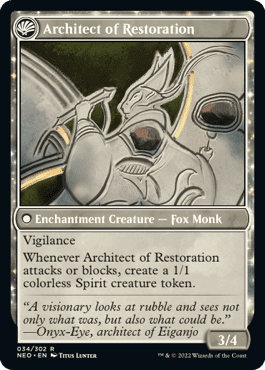 Architect of Restoration
Enchantment Creature — Fox Monk
Vigilance
Whenever Architect of Restoration
attacks or blocks, create a 1/1
colorless Spirit creature token.
“A visionary looks at rubble and sees not
only what was, but also what could be.”
—Onyx-Eye, architect of Eiganjo
3/4
034/302 R
NEO • EN Titus Lunter
™ & © 2022 Wizards of the Coast